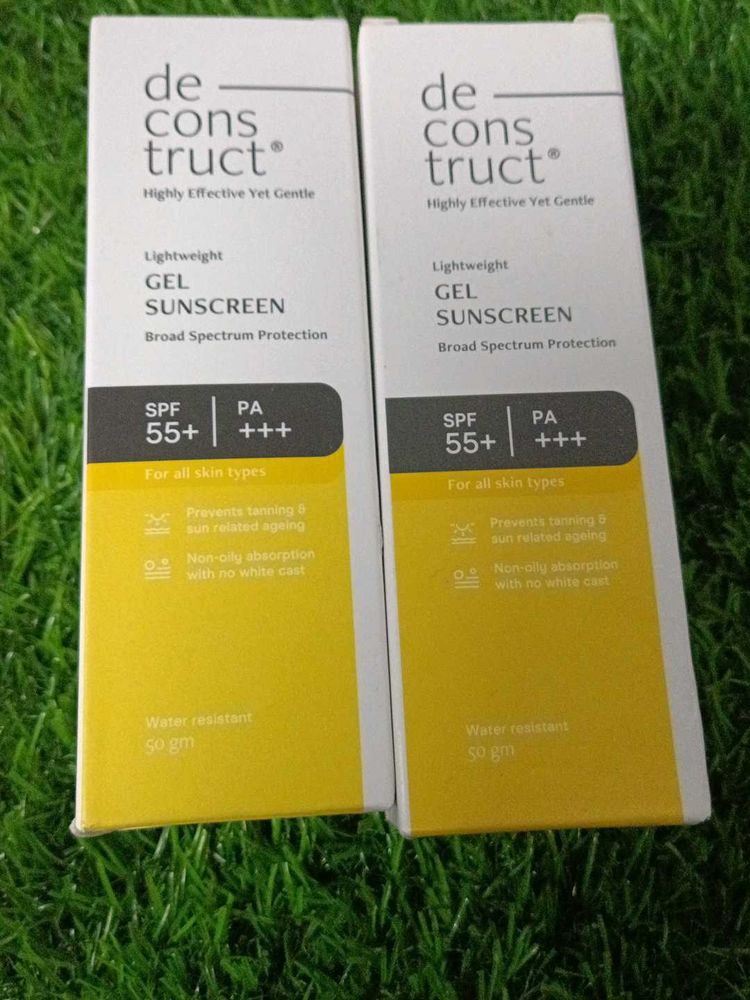 de
cons
truct®
Highly Effective Yet Gentle
Lightweight
GEL
SUNSCREEN
Broad Spectrum Protection
SPF
55+
PA
+++
For all skin types
Prevents tanning &
sun related ageing
Non-oily absorption
with no white cast
Water resistant
50 gm
de
cons
truct®
Highly Effective Yet Gentle
Lightweight
GEL
SUNSCREEN
Broad Spectrum Protection
SPF
55+
PA
+++
For all skin types
Prevents tanning &
sun related ageing
Non-oily absorption
with no white cast
Water resistant
50 gm